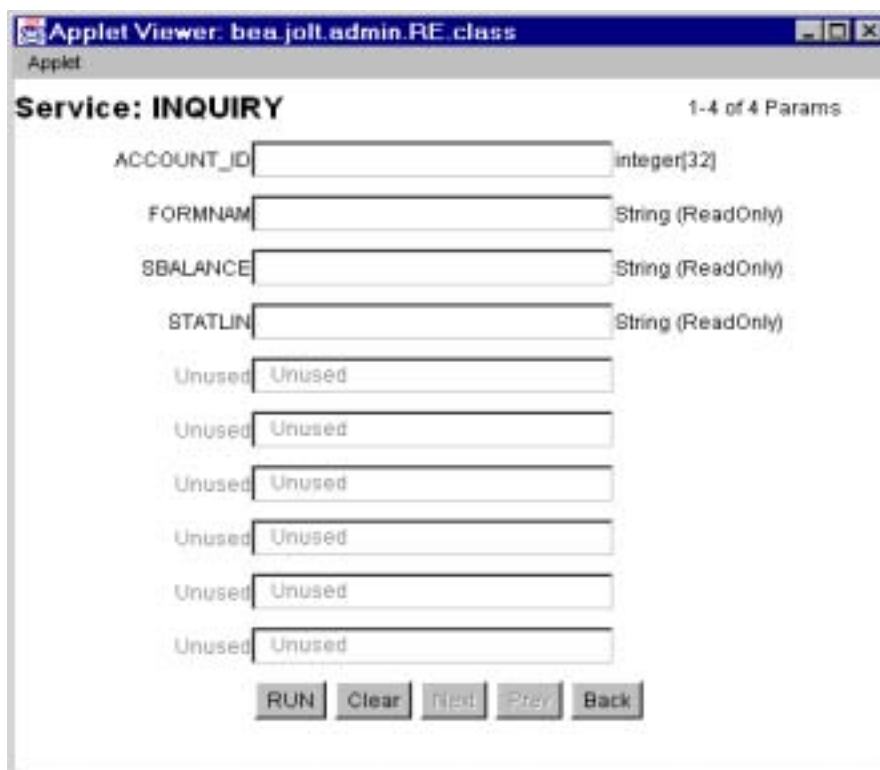 Applet Viewer: bea.jolt.admin.RE.class
Applet
Service: INQUIRY 1-4 of 4 Params
ACCOUNT_ID integer[32]
FORMNAM String (ReadOnly)
SBALANCE String (ReadOnly)
STATLIN String (ReadOnly)
Unused Unused
Unused Unused
Unused Unused
Unused Unused
Unused Unused
Unused Unused
RUN Clear Next Prev Back